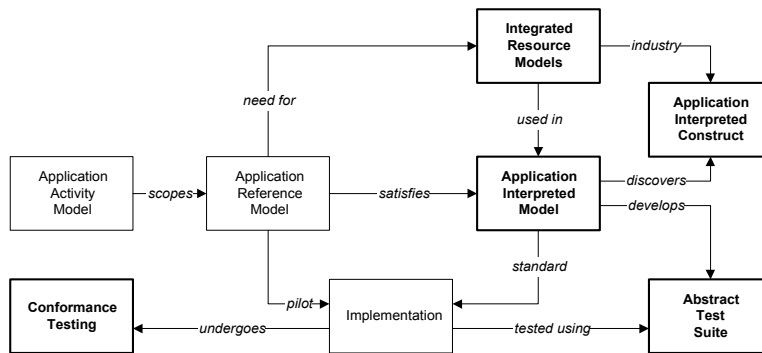 Integrated
Resource
Models
industry
need for
used in
Application
Interpreted
Construct
Application
Activity
Model
scopes
Application
Reference
Model
satisfies
Application
Interpreted
Model
discovers
develops
standard
Conformance
Testing
undergoes
pilot
Implementation
tested using
Abstract
Test
Suite